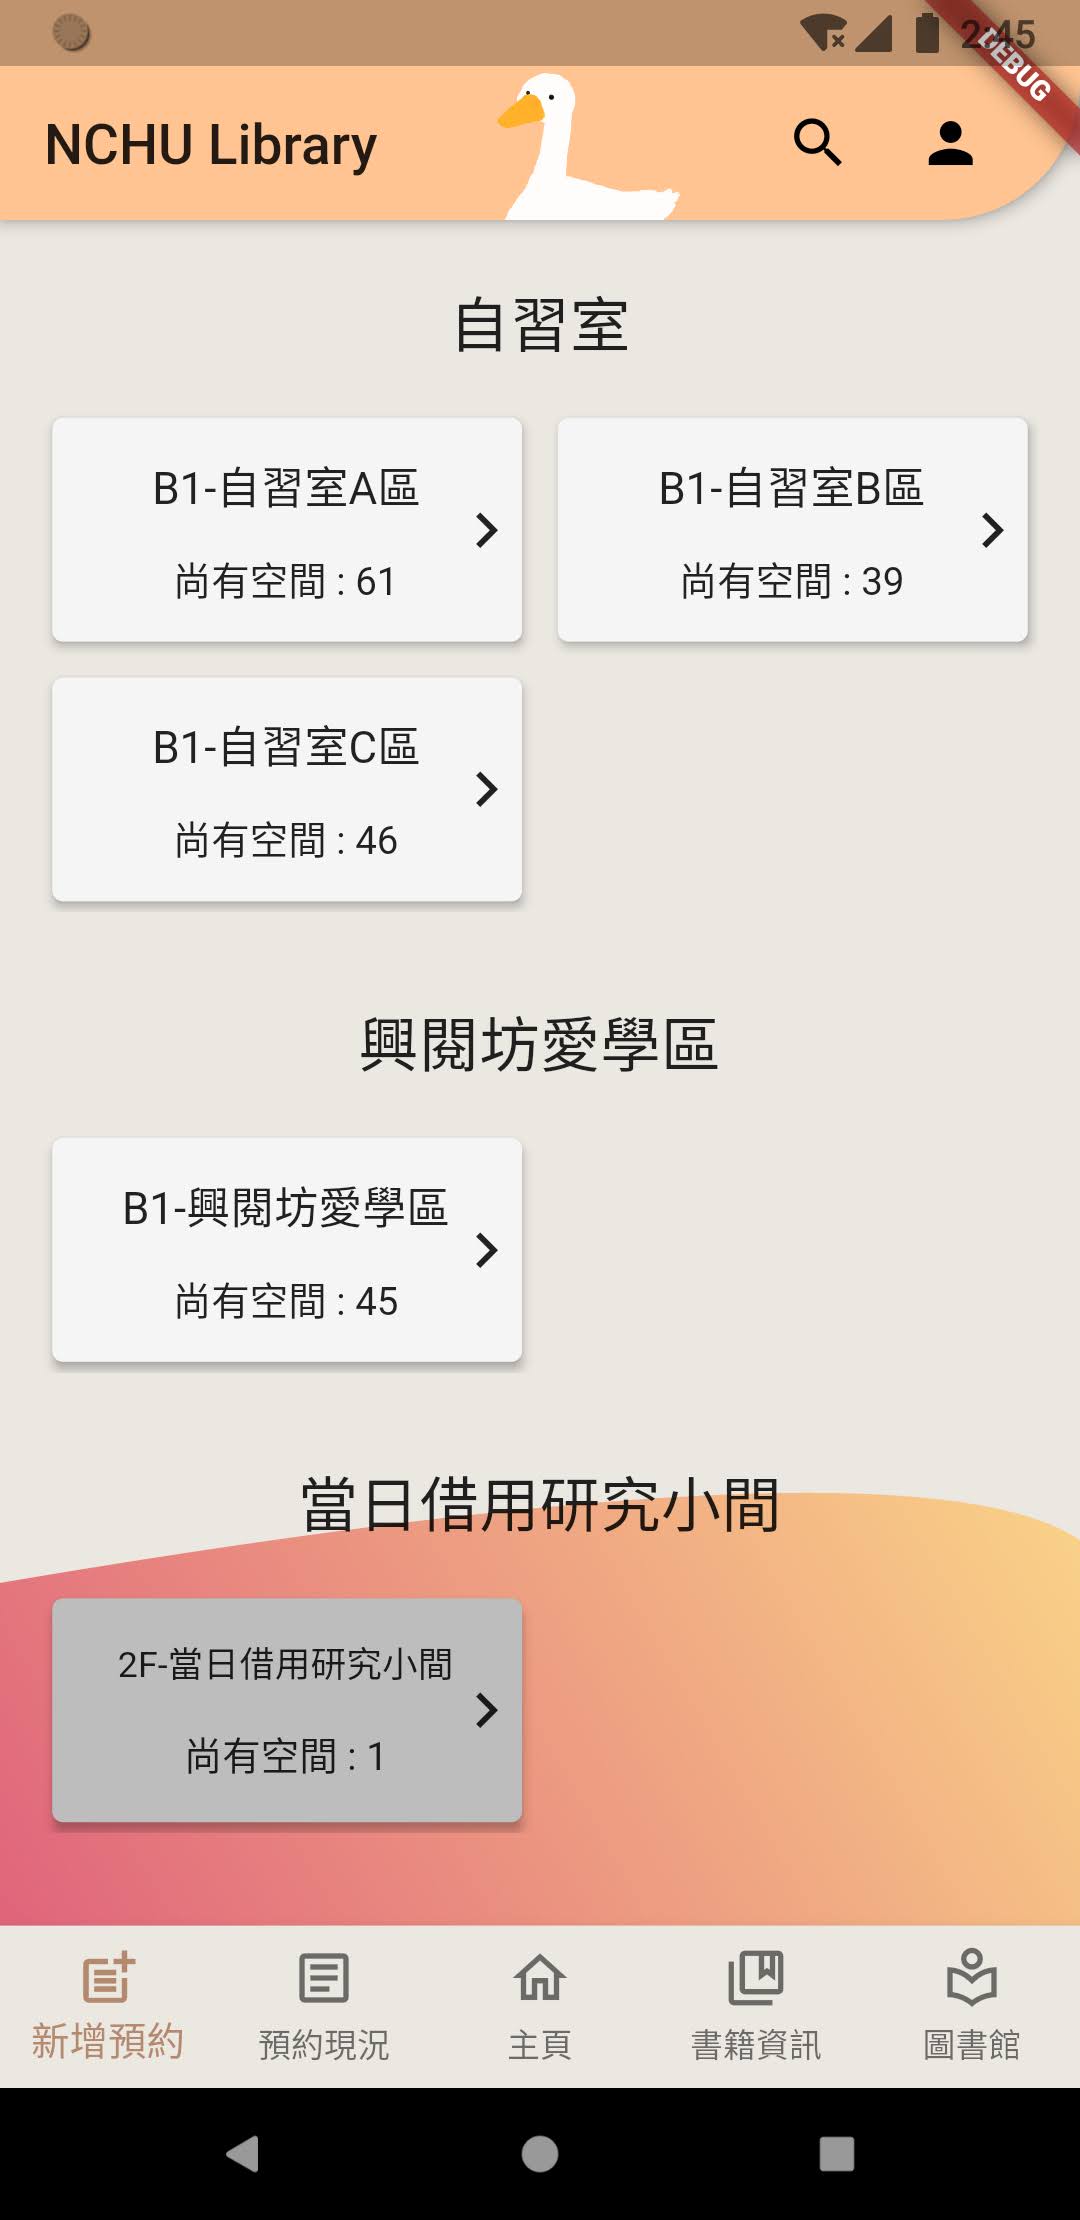 2:45
DEBUG
NCHU Library
自習室
B1-自習室A區
尚有空間 : 61
B1-自習室B區
尚有空間 : 39
B1-自習室C區
尚有空間 : 46
興閱坊愛學區
B1-興閱坊愛學區
尚有空間 : 45
當日借用研究小間
2F-當日借用研究小間
尚有空間 : 1
新增預約
預約現況
主頁
書籍資訊
圖書館